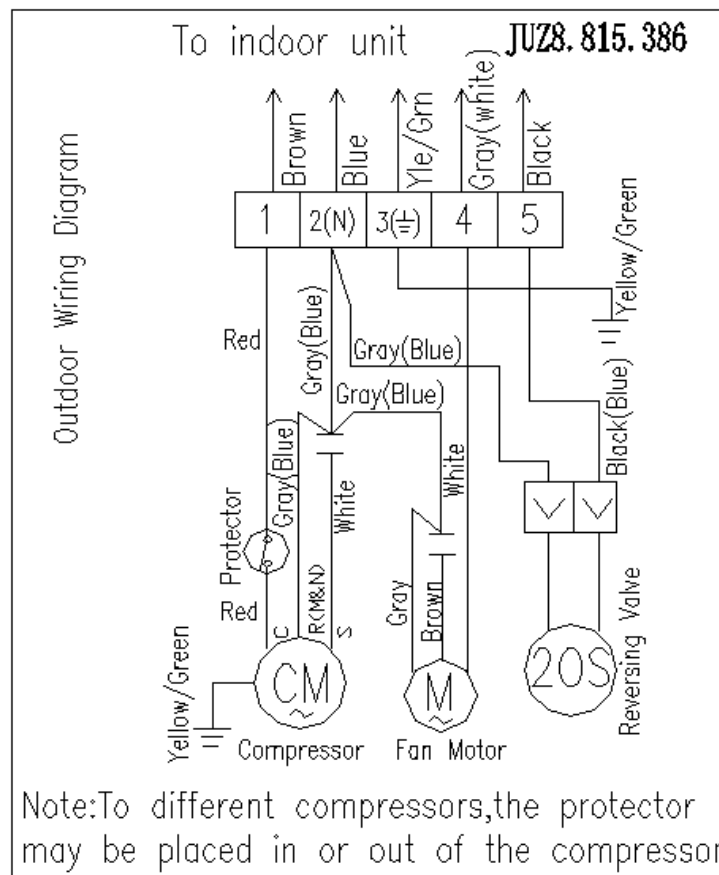 To indoor unit
JUZ8.815.386
Outdoor Wiring Diagram
Brown
Blue
Yle/Grn
Gray(white)
Black
1
2(N)
3(⏚)
4
5
Red
Gray(Blue)
Gray(Blue)
Yellow/Green
Gray(Blue)
Gray(Blue)
White
White
Black(Blue)
Protector
Red
C
R(M&N)
S
Gray
Brown
Yellow/Green
CM
~
M
~
20S
Compressor
Fan Motor
Reversing Valve
Note:To different compressors,the protector
may be placed in or out of the compressor